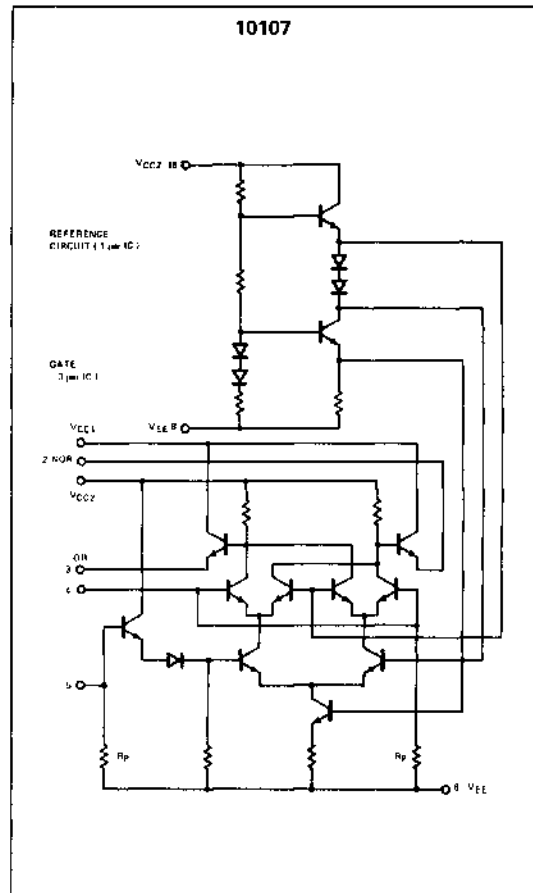 10107
VCC2 16
REFERENCE
CIRCUIT ( 1 per IC )
GATE
3 per IC )
VEE 8
VCC1
2 NOR
VCC2
OR
3
4
5
Rp
Rp
8 VEE